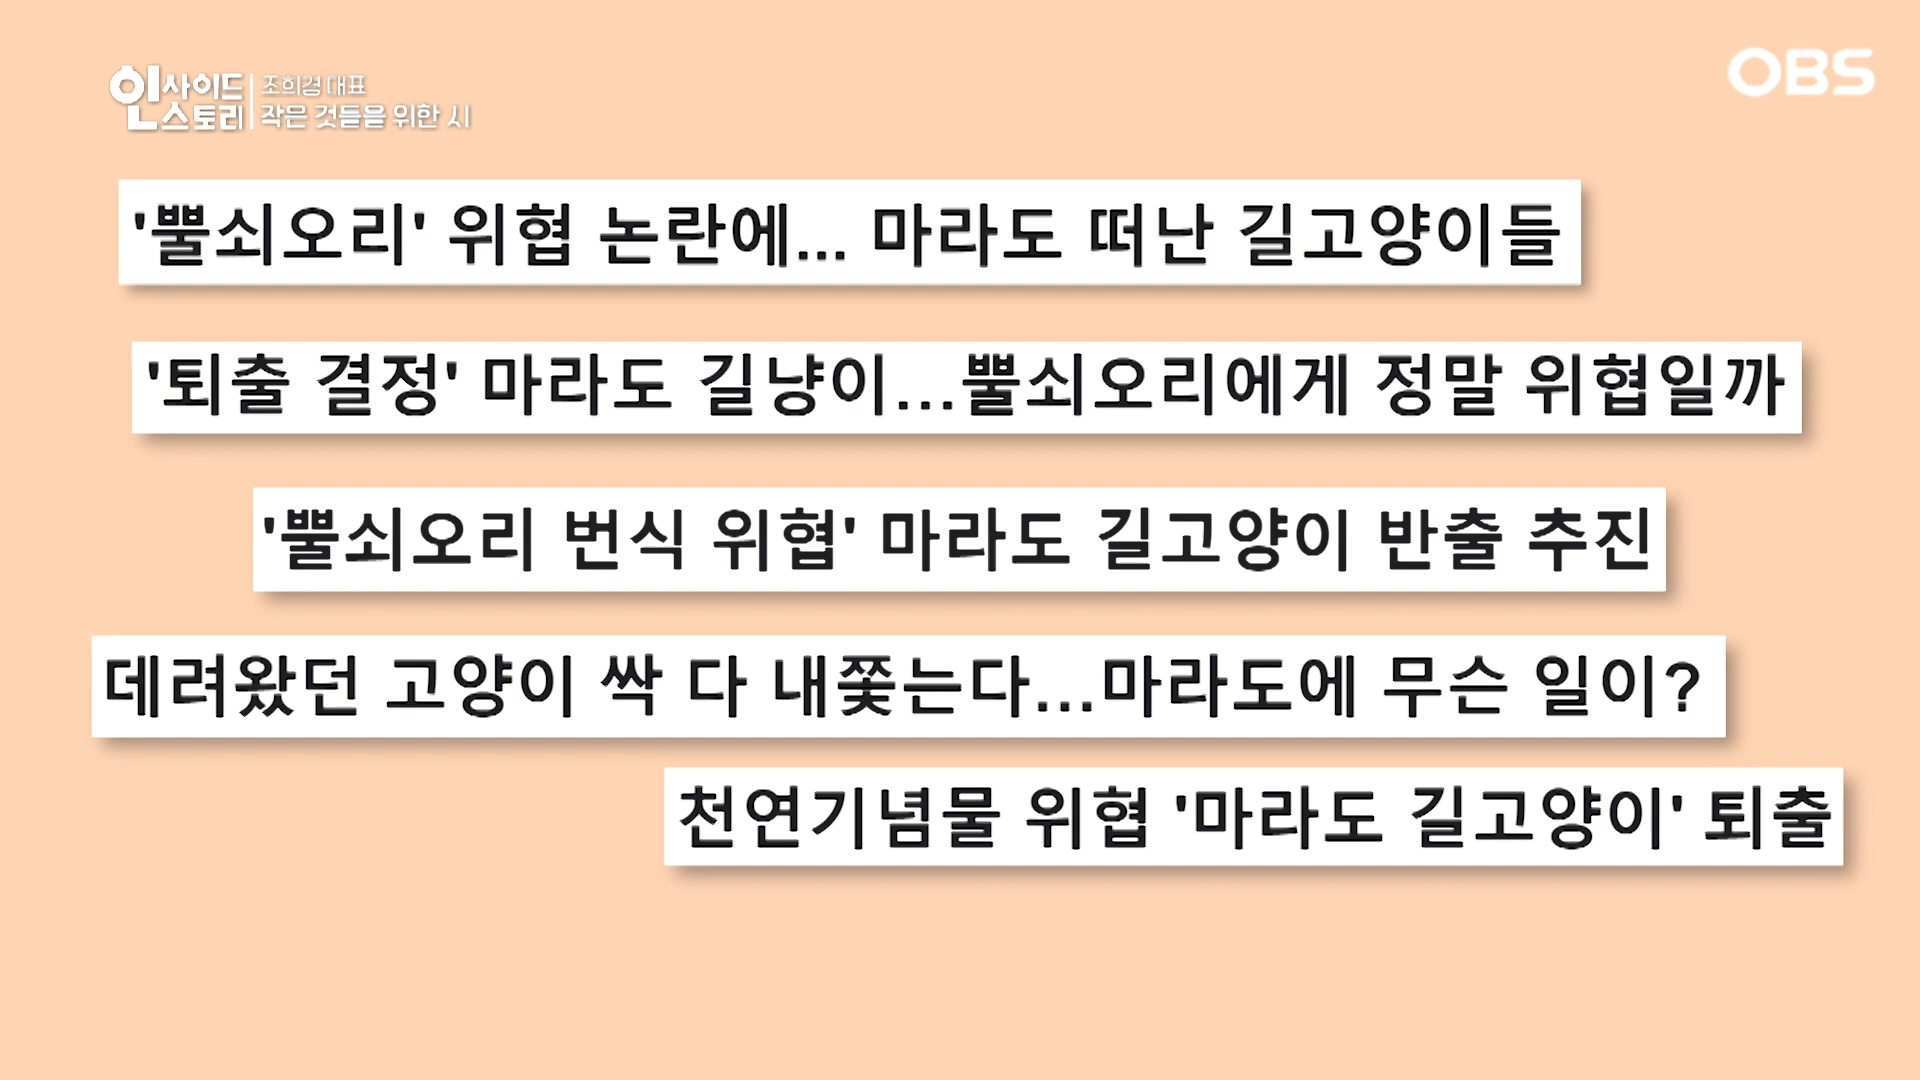 인사이드
스토리
조희경 대표
작은 것들을 위한 시
OBS
'뿔쇠오리' 위협 논란에... 마라도 떠난 길고양이들
'퇴출 결정' 마라도 길냥이...뿔쇠오리에게 정말 위협일까
'뿔쇠오리 번식 위협' 마라도 길고양이 반출 추진
데려왔던 고양이 싹 다 내쫓는다...마라도에 무슨 일이?
천연기념물 위협 '마라도 길고양이' 퇴출